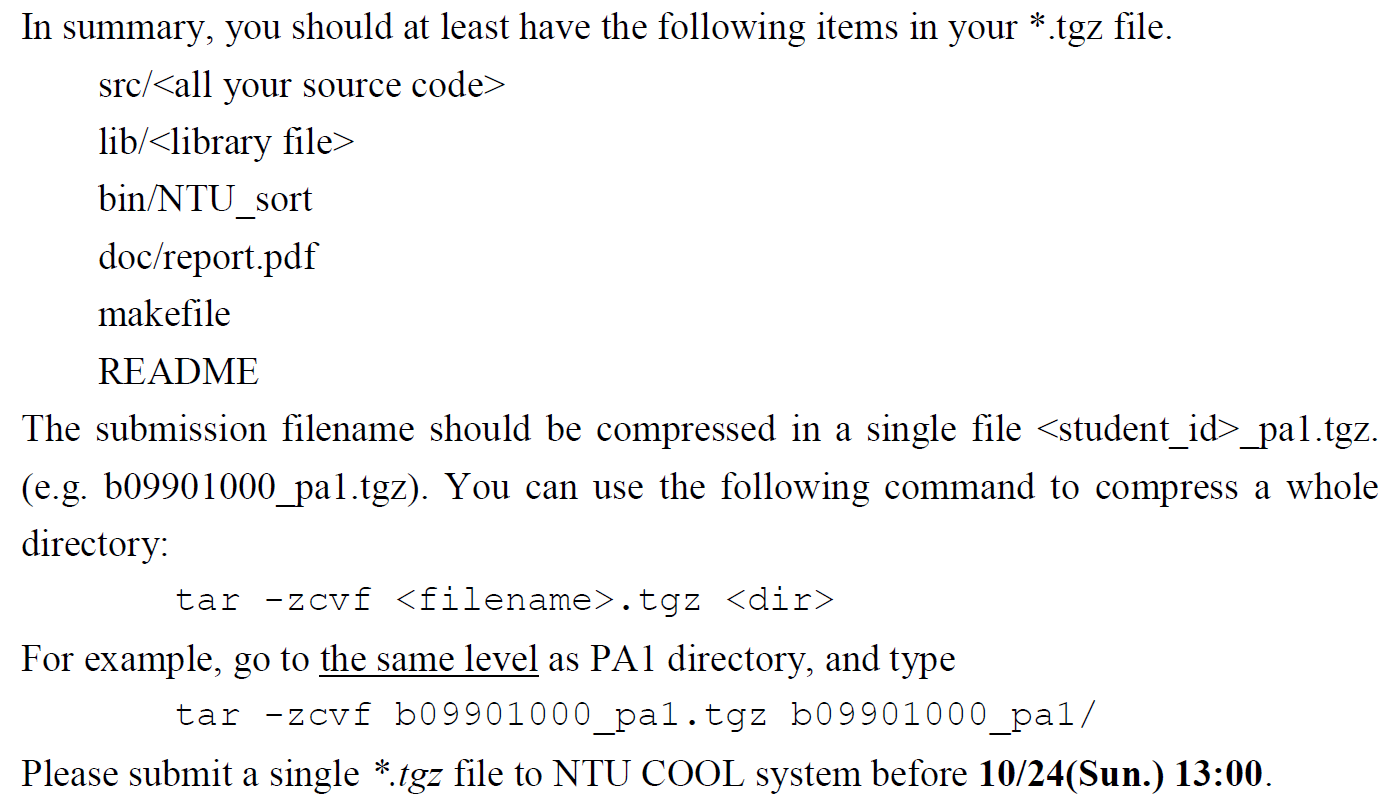 In summary, you should at least have the following items in your *.tgz file.
src/<all your source code>
lib/<library file>
bin/NTU_sort
doc/report.pdf
makefile
README
The submission filename should be compressed in a single file <student_id>_pa1.tgz.
(e.g. b09901000_pa1.tgz). You can use the following command to compress a whole
directory:
tar -zcvf <filename>.tgz <dir>
For example, go to the same level as PA1 directory, and type
tar -zcvf b09901000_pa1.tgz b09901000_pa1/
Please submit a single *.tgz file to NTU COOL system before 10/24(Sun.) 13:00.